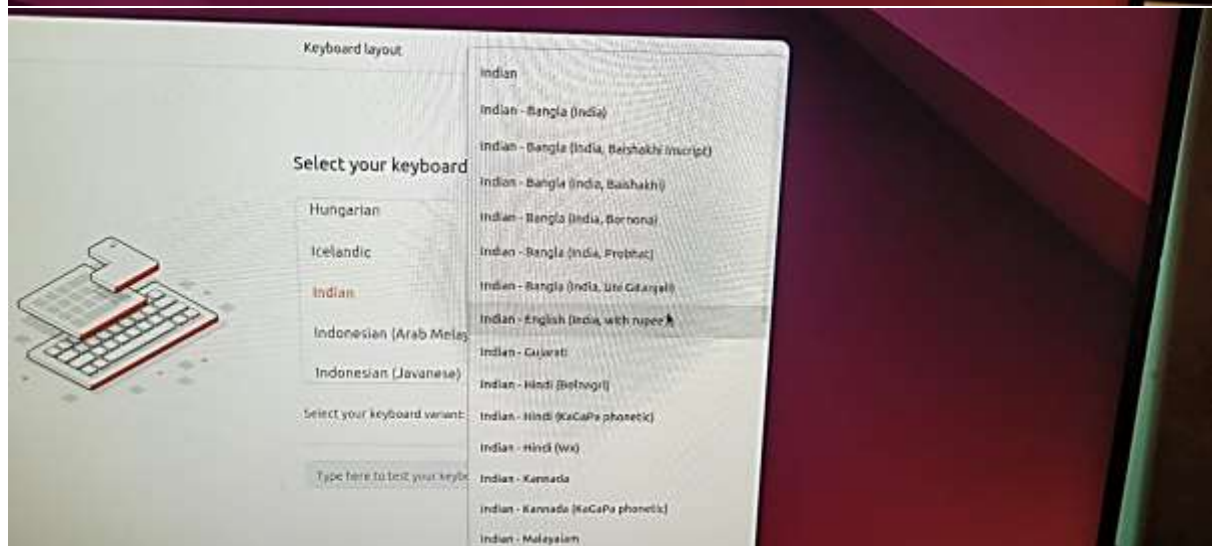 Keyboard layout
Select your keyboard
Hungarian
Icelandic
Indian
Indonesian (Arab Melay
Indonesian (Javanese)
Select your keyboard variant:
Type here to test your keybo
Indian
Indian - Bangla (India)
Indian - Bangla (India, Baishakhi Inscript)
Indian - Bangla (India, Baishakhi)
Indian - Bangla (India, Bornona)
Indian - Bangla (India, Probhat)
Indian - Bangla (India, Uni Gitanjali)
Indian - English (India, with rupee)
Indian - Gujarati
Indian - Hindi (Bolnagri)
Indian - Hindi (KaGaPa phonetic)
Indian - Hindi (Wx)
Indian - Kannada
Indian - Kannada (KaGaPa phonetic)
Indian - Malayalam